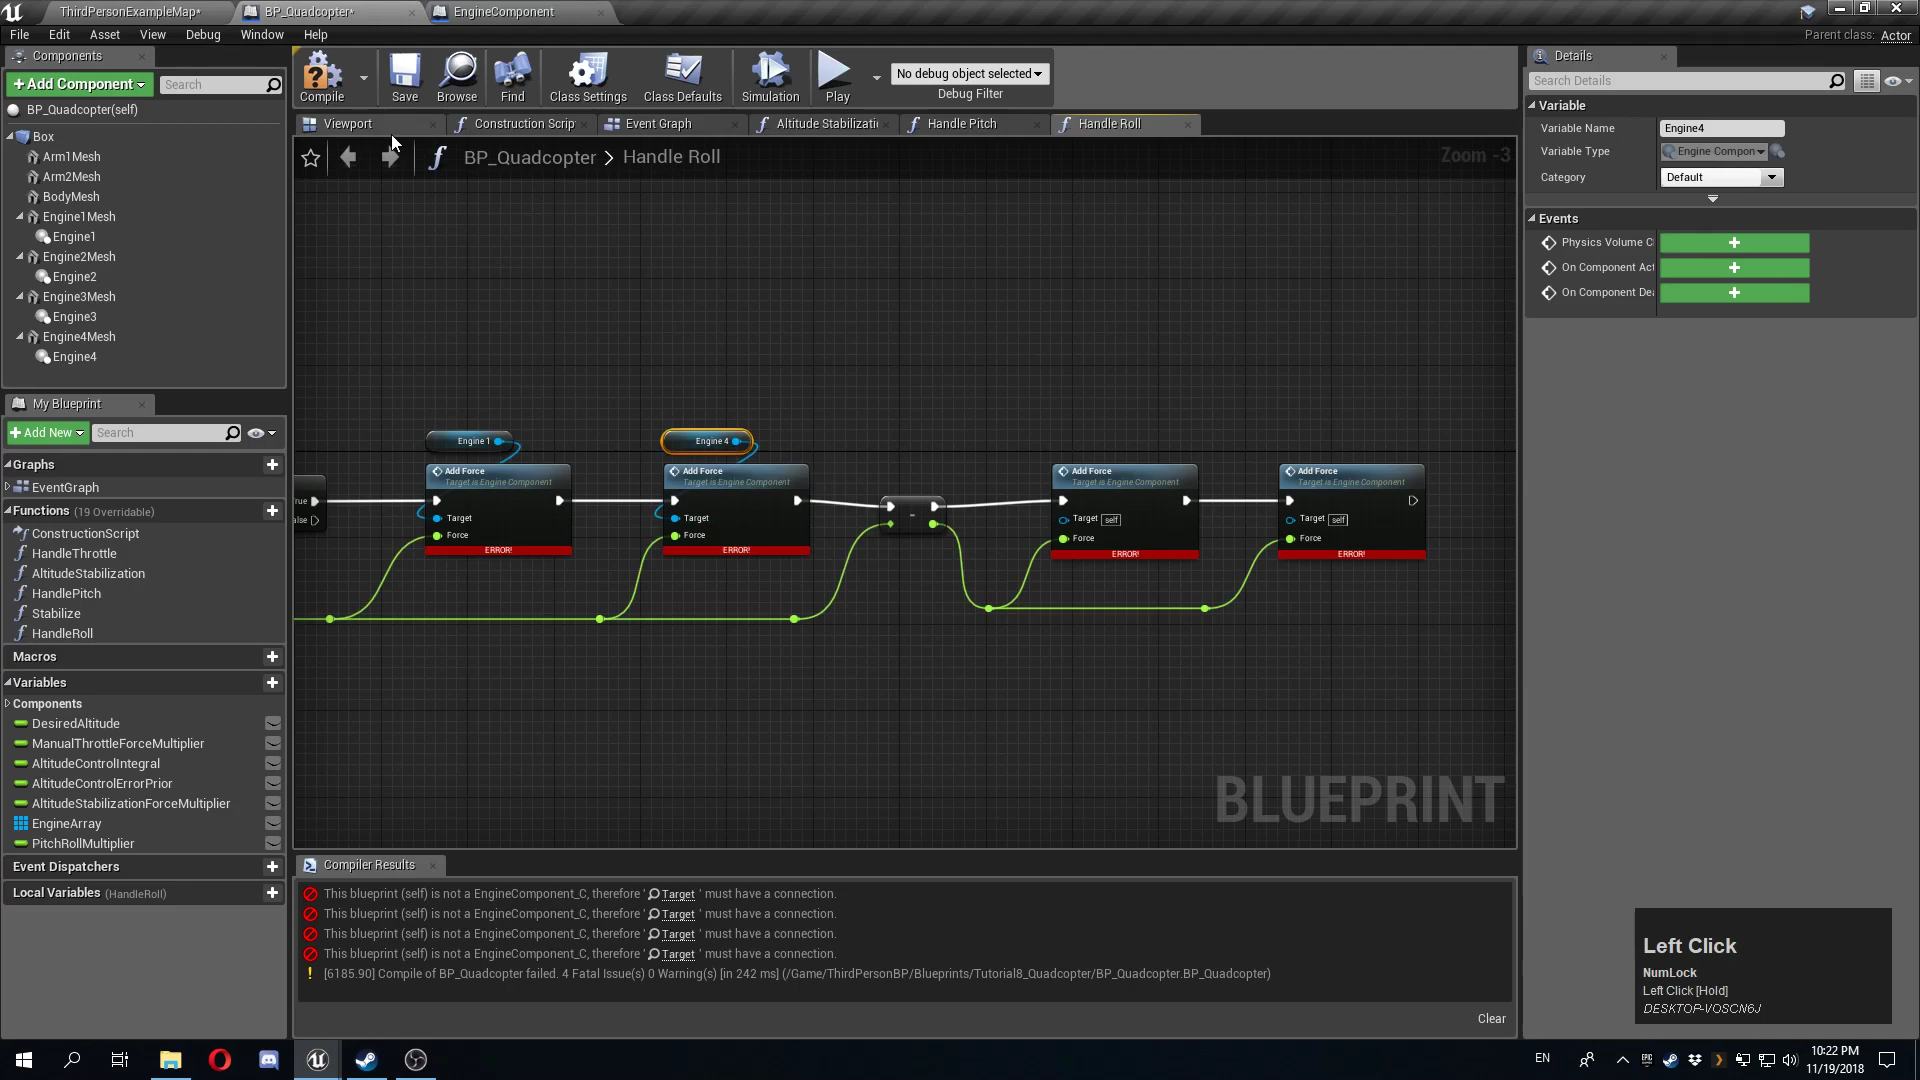 ThirdPersonExampleMap*
BP_Quadcopter*
EngineComponent
File Edit Asset View Debug Window Help
Parent class: Actor
Components
+Add Component
Search
BP_Quadcopter(self)
Box
Arm1Mesh
Arm2Mesh
BodyMesh
Engine1Mesh
Engine1
Engine2Mesh
Engine2
Engine3Mesh
Engine3
Engine4Mesh
Engine4
My Blueprint
+Add New
Search
Graphs
EventGraph
Functions (19 Overridable)
ConstructionScript
HandleThrottle
AltitudeStabilization
HandlePitch
Stabilize
HandleRoll
Macros
Variables
Components
DesiredAltitude
ManualThrottleForceMultiplier
AltitudeControlIntegral
AltitudeControlErrorPrior
AltitudeStabilizationForceMultiplier
EngineArray
PitchRollMultiplier
Event Dispatchers
Local Variables (HandleRoll)
Compile
Save
Browse
Find
Class Settings
Class Defaults
Simulation
Play
No debug object selected
Debug Filter
Viewport
Construction Scrip
Event Graph
Altitude Stabilizati
Handle Pitch
Handle Roll
BP_Quadcopter > Handle Roll
Zoom -3
Engine 1
Engine 4
rue
alse
Add Force
Target is Engine Component
Target
Force
ERROR!
Add Force
Target is Engine Component
Target
Force
ERROR!
-
Add Force
Target is Engine Component
Target self
Force
ERROR!
Add Force
Target is Engine Component
Target self
Force
ERROR!
BLUEPRINT
Compiler Results
This blueprint (self) is not a EngineComponent_C, therefore ' Target ' must have a connection.
This blueprint (self) is not a EngineComponent_C, therefore ' Target ' must have a connection.
This blueprint (self) is not a EngineComponent_C, therefore ' Target ' must have a connection.
This blueprint (self) is not a EngineComponent_C, therefore ' Target ' must have a connection.
[6185.90] Compile of BP_Quadcopter failed. 4 Fatal Issue(s) 0 Warning(s) [in 242 ms] (/Game/ThirdPersonBP/Blueprints/Tutorial8_Quadcopter/BP_Quadcopter.BP_Quadcopter)
Clear
Details
Search Details
Variable
Variable Name Engine4
Variable Type Engine Compon
Category Default
Events
Physics Volume C
On Component Act
On Component De
Left Click
NumLock
Left Click [Hold]
DESKTOP-VOSCN6J
EN
10:22 PM
11/19/2018